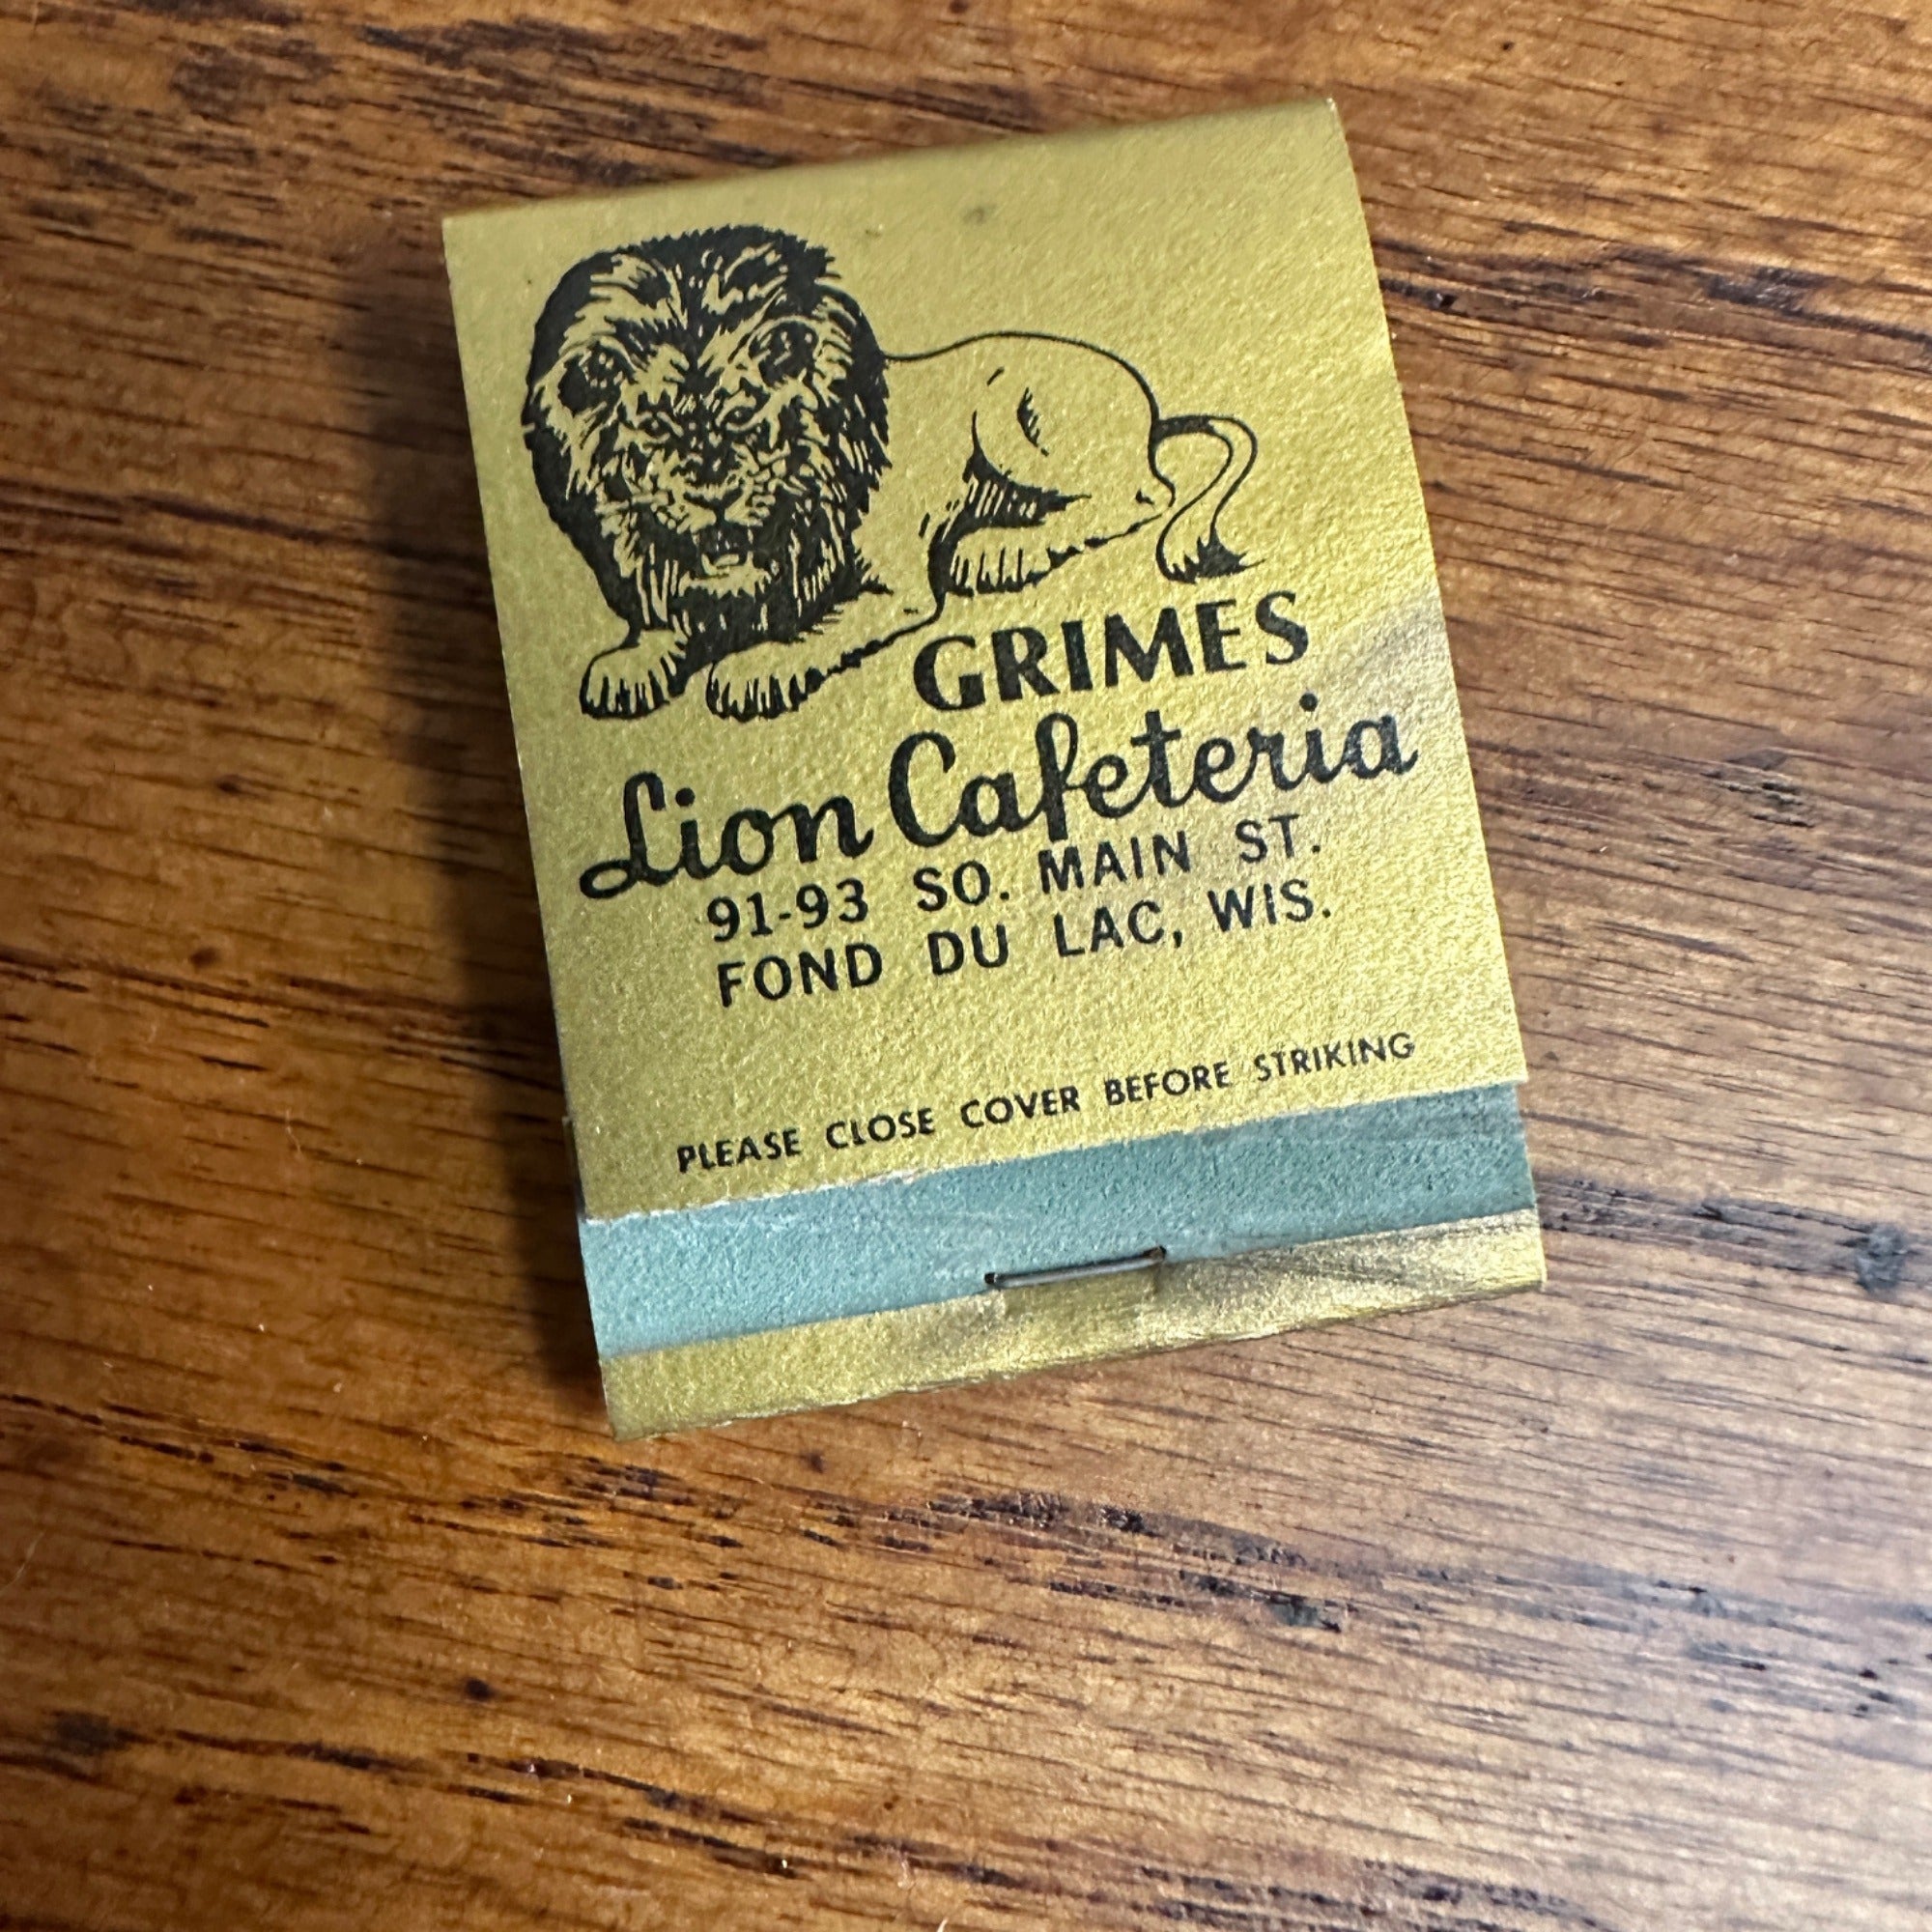 GRIMES
Lion Cafeteria
91-93 SO. MAIN ST.
FOND DU LAC, WIS.
PLEASE CLOSE COVER BEFORE STRIKING